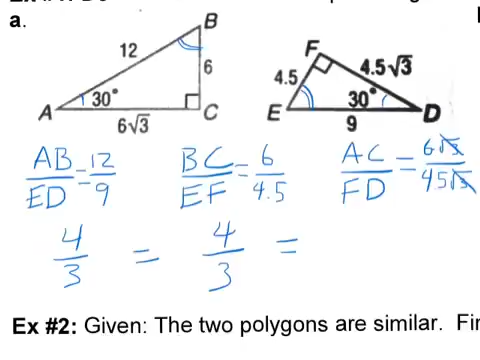 a.
B
12
6
A 30° C
6√3
F
4.5 4.5√3
E 30° D
9
AB/ED = 12/9 BC/EF = 6/4.5 AC/FD = 6√3/45√3
4/3 = 4/3 =
Ex #2: Given: The two polygons are similar. Fir